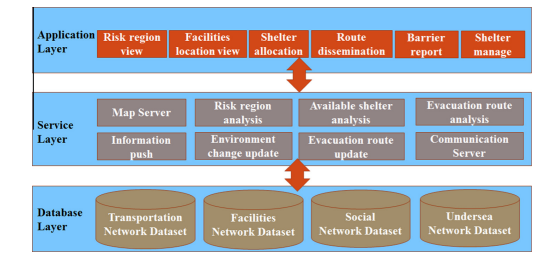 Application
Layer
Risk region
view
Facilities
location view
Shelter
allocation
Route
dissemination
Barrier
report
Shelter
manage
Service
Layer
Map Server
Risk region
analysis
Available shelter
analysis
Evacuation route
analysis
Information
push
Environment
change update
Evacuation route
update
Communication
Server
Database
Layer
Transportation
Network Dataset
Facilities
Network Dataset
Social
Network Dataset
Undersea
Network Dataset